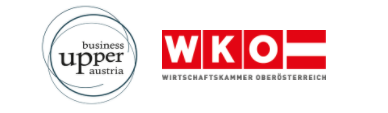 business
upper
austria
WKO
WIRTSCHAFTSKAMMER OBERÖSTERREICH